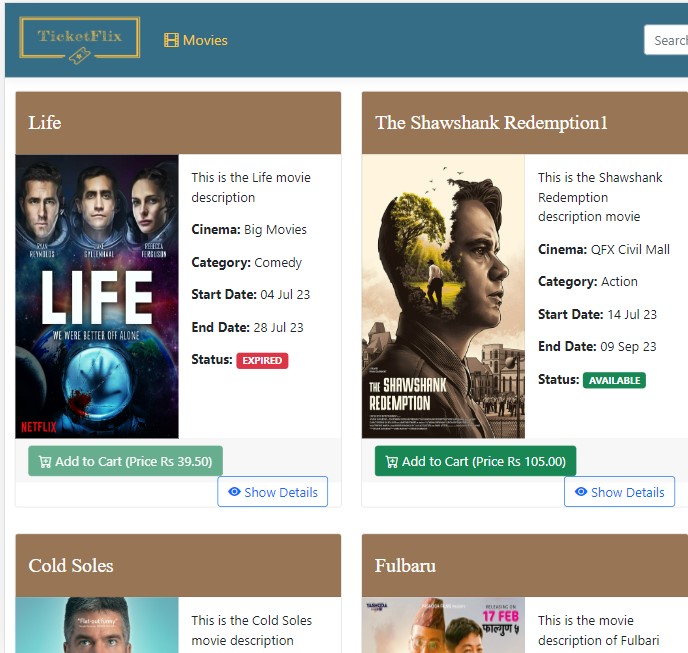 TicketFlix
Movies
Search
Life
The Shawshank Redemption1
RYAN
REYNOLDS
JAKE
GYLLENHAAL
REBECCA
FERGUSON
LIFE
WE WERE BETTER OFF ALONE
NETFLIX
This is the Life movie
description
Cinema: Big Movies
Category: Comedy
Start Date: 04 Jul 23
End Date: 28 Jul 23
Status: EXPIRED
THE SHAWSHANK
REDEMPTION
This is the Shawshank
Redemption
description movie
Cinema: QFX Civil Mall
Category: Action
Start Date: 14 Jul 23
End Date: 09 Sep 23
Status: AVAILABLE
Add to Cart (Price Rs 39.50)
Show Details
Add to Cart (Price Rs 105.00)
Show Details
Cold Soles
Fulbaru
"Flat-out funny"
This is the Cold Soles
movie description
RELEASING ON
17 FEB
फाल्गुण ५
This is the movie
description of Fulbari